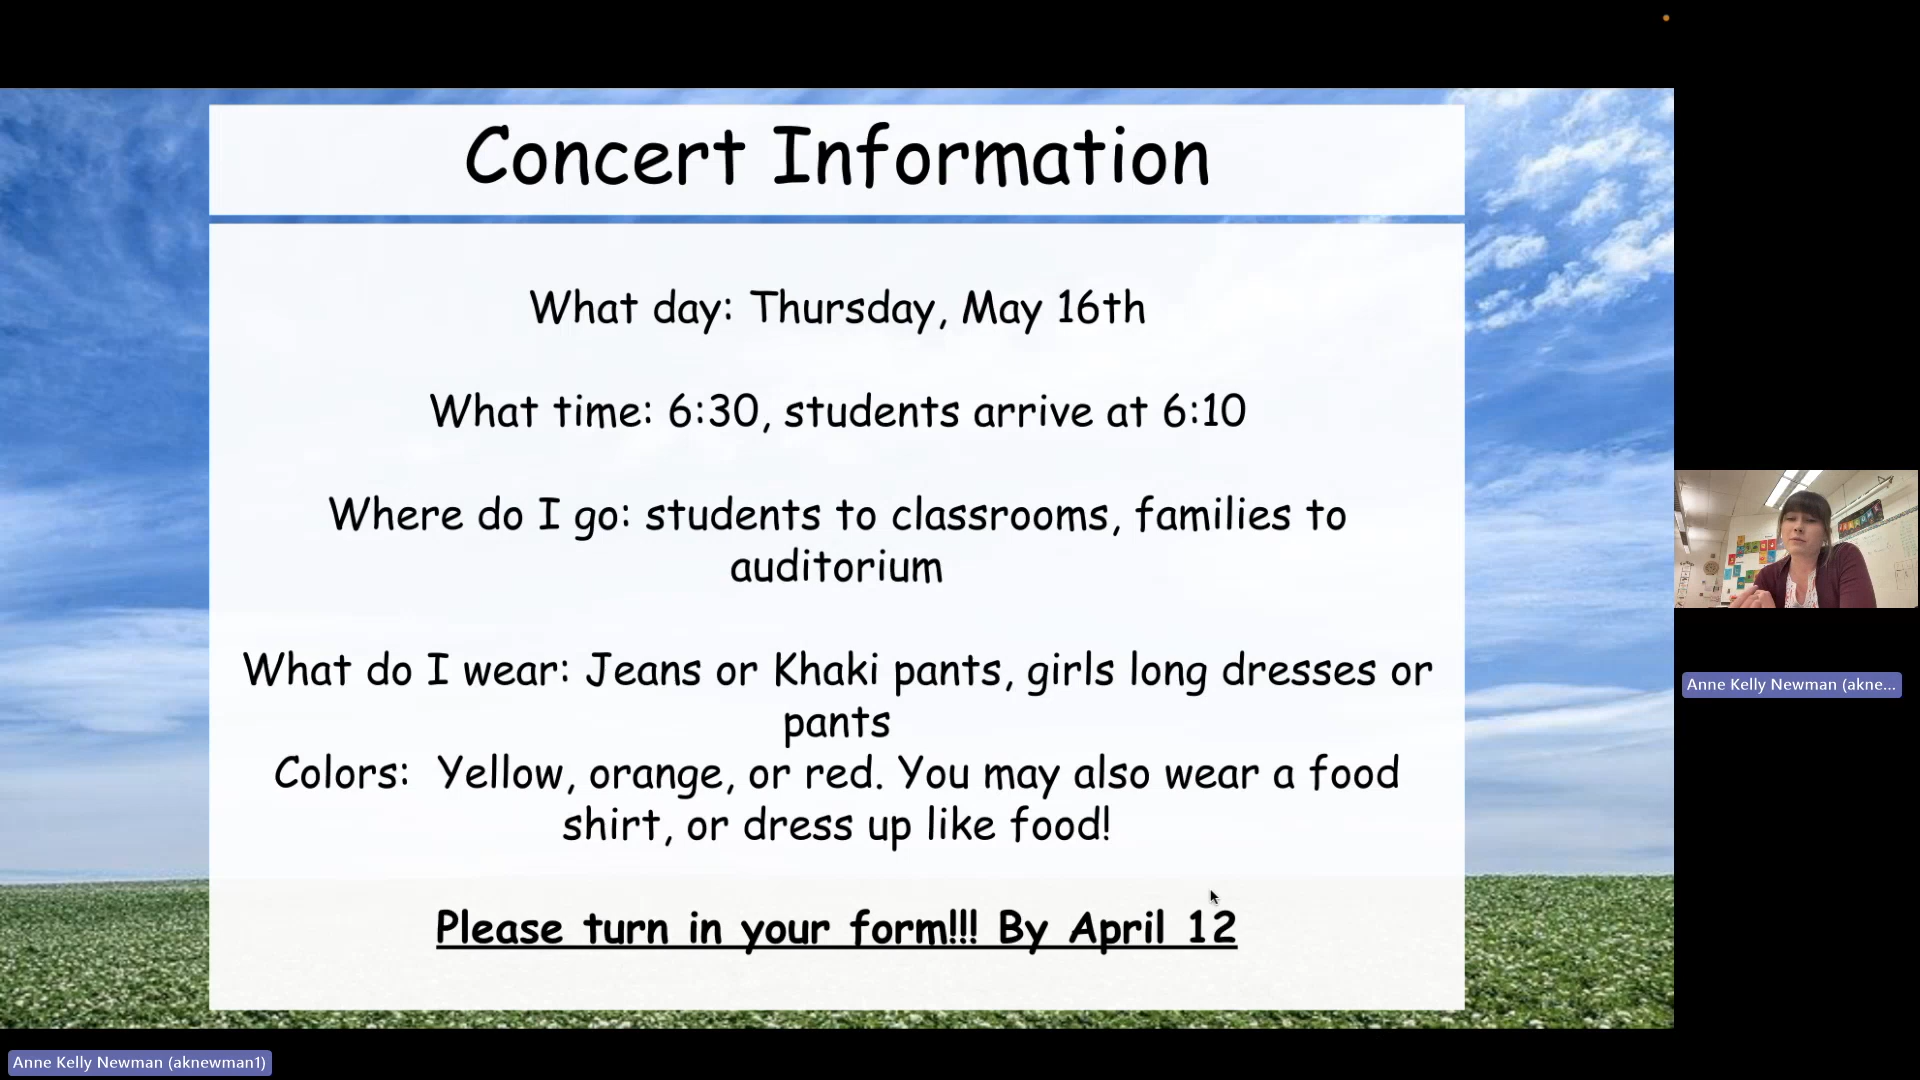 Concert Information
What day: Thursday, May 16th
What time: 6:30, students arrive at 6:10
Where do I go: students to classrooms, families to
auditorium
What do I wear: Jeans or Khaki pants, girls long dresses or
pants
Colors:  Yellow, orange, or red. You may also wear a food
shirt, or dress up like food!
Please turn in your form!!! By April 12
Anne Kelly Newman (akne...
Anne Kelly Newman (aknewman1)